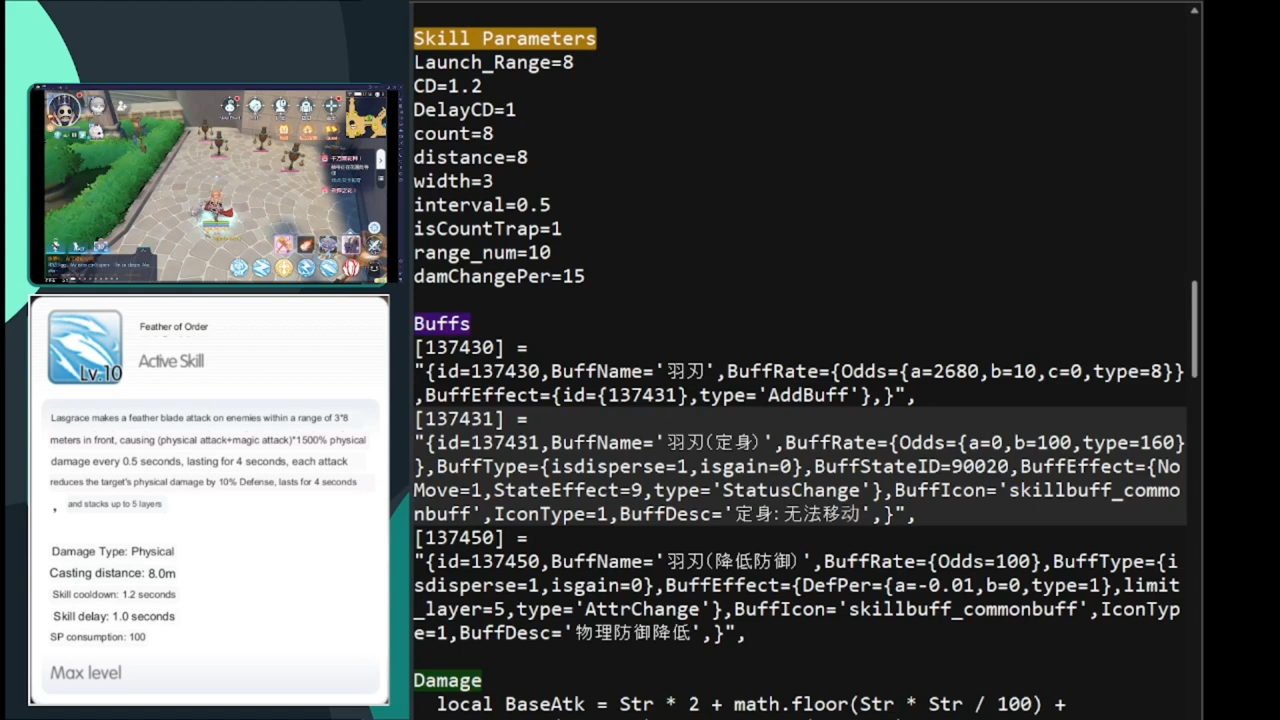 Feather of Order
Active Skill
Lv.10
Lasgrace makes a feather blade attack on enemies within a range of 3*8
meters in front, causing (physical attack+magic attack)*1500% physical
damage every 0.5 seconds, lasting for 4 seconds, each attack
reduces the target's physical damage by 10% Defense, lasts for 4 seconds
, and stacks up to 5 layers
Damage Type: Physical
Casting distance: 8.0m
Skill cooldown: 1.2 seconds
Skill delay: 1.0 seconds
SP consumption: 100
Max level
Skill Parameters
Launch_Range=8
CD=1.2
DelayCD=1
count=8
distance=8
width=3
interval=0.5
isCountTrap=1
range_num=10
damChangePer=15
Buffs
[137430] =
"{id=137430,BuffName='羽刃',BuffRate={Odds={a=2680,b=10,c=0,type=8}}
,BuffEffect={id={137431},type='AddBuff'},}",
[137431] =
"{id=137431,BuffName='羽刃(定身)',BuffRate={Odds={a=0,b=100,type=160}
},BuffType={isdisperse=1,isgain=0},BuffStateID=90020,BuffEffect={No
Move=1,StateEffect=9,type='StatusChange'},BuffIcon='skillbuff_commo
nbuff',IconType=1,BuffDesc='定身:无法移动',}",
[137450] =
"{id=137450,BuffName='羽刃(降低防御)',BuffRate={Odds=100},BuffType={i
sdisperse=1,isgain=0},BuffEffect={DefPer={a=-0.01,b=0,type=1},limit
_layer=5,type='AttrChange'},BuffIcon='skillbuff_commonbuff',IconTyp
e=1,BuffDesc='物理防御降低',}",
Damage
local BaseAtk = Str * 2 + math.floor(Str * Str / 100) +